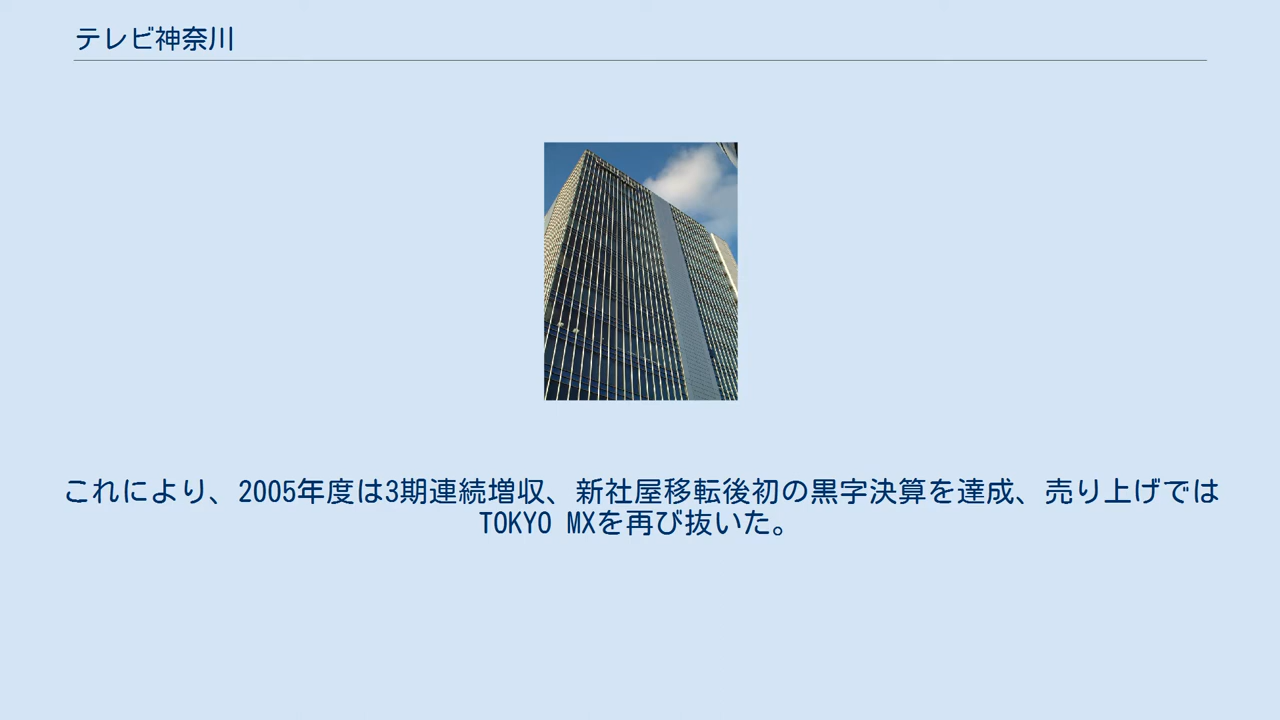 テレビ神奈川
これにより、2005年度は3期連続増収、新社屋移転後初の黒字決算を達成、売り上げでは
TOKYO MXを再び抜いた。